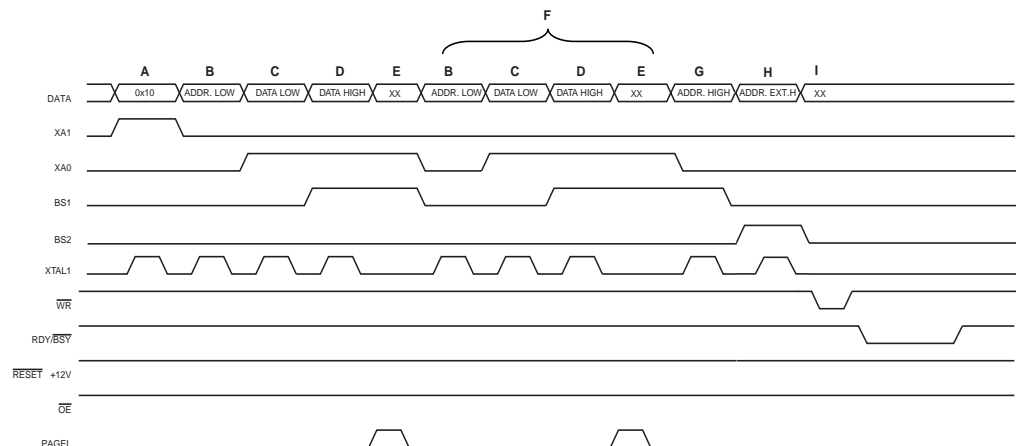 F
A B C D E B C D E G H I
DATA 0x10 ADDR. LOW DATA LOW DATA HIGH XX ADDR. LOW DATA LOW DATA HIGH XX ADDR. HIGH ADDR. EXT.H XX
XA1
XA0
BS1
BS2
XTAL1
WR
RDY/BSY
RESET +12V
OE
PAGEL